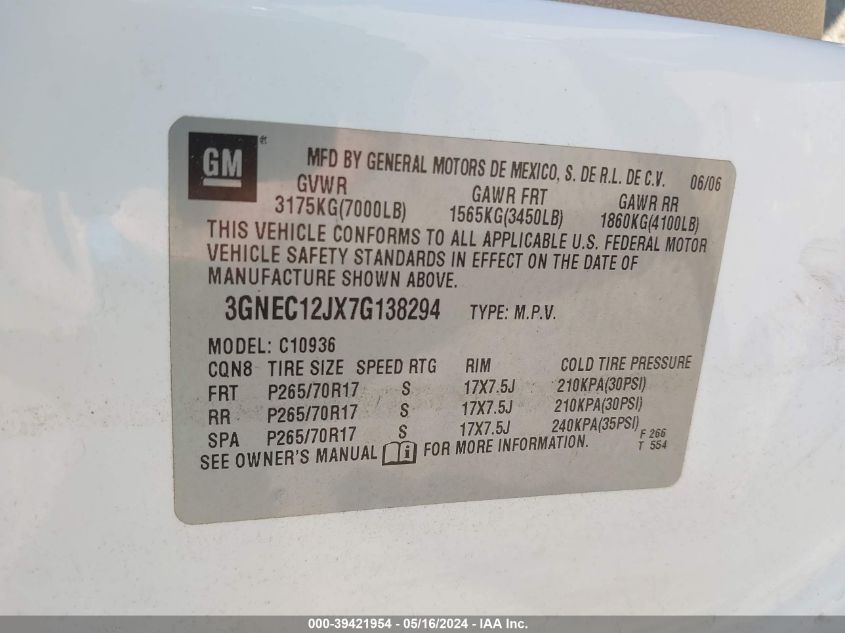 GM ®
MFD BY GENERAL MOTORS DE MEXICO, S. DE R.L. DE C.V. 06/06
GVWR GAWR FRT GAWR RR
3175KG(7000LB) 1565KG(3450LB) 1860KG(4100LB)
THIS VEHICLE CONFORMS TO ALL APPLICABLE U.S. FEDERAL MOTOR
VEHICLE SAFETY STANDARDS IN EFFECT ON THE DATE OF
MANUFACTURE SHOWN ABOVE.
3GNEC12JX7G138294 TYPE: M.P.V.
MODEL: C10936
CQN8 TIRE SIZE SPEED RTG RIM COLD TIRE PRESSURE
FRT P265/70R17 S 17X7.5J 210KPA(30PSI)
RR P265/70R17 S 17X7.5J 210KPA(30PSI)
SPA P265/70R17 S 17X7.5J 240KPA(35PSI)
SEE OWNER'S MANUAL i FOR MORE INFORMATION.
F 266
T 554
000-39421954 - 05/16/2024 - IAA Inc.